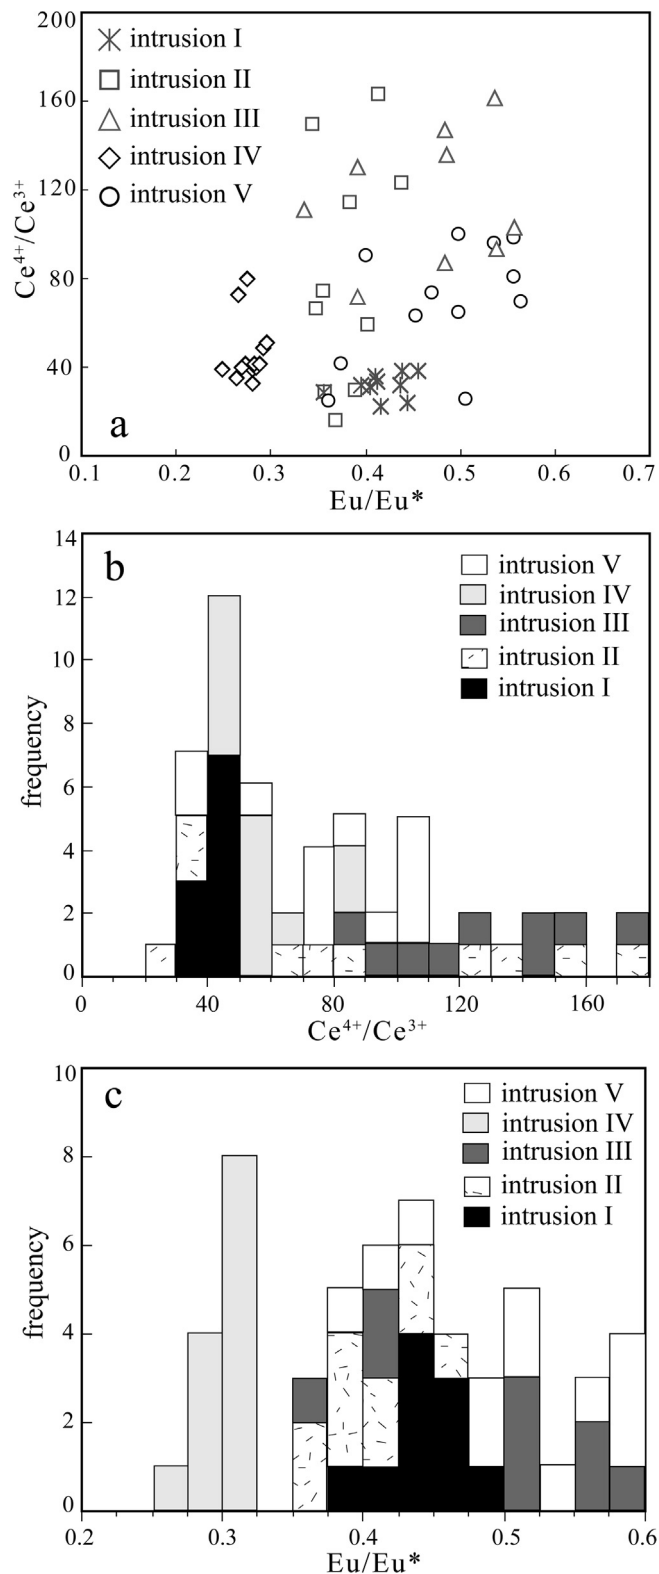 200
160
120
80
40
0
Ce4+/Ce3+
intrusion I
intrusion II
intrusion III
intrusion IV
intrusion V
a
0.1 0.2 0.3 0.4 0.5 0.6 0.7
Eu/Eu*
14
12
10
8
6
4
2
0
frequency
b
intrusion V
intrusion IV
intrusion III
intrusion II
intrusion I
0 40 80 120 160
Ce4+/Ce3+
10
8
6
4
2
0
frequency
c
intrusion V
intrusion IV
intrusion III
intrusion II
intrusion I
0.2 0.3 0.4 0.5 0.6
Eu/Eu*